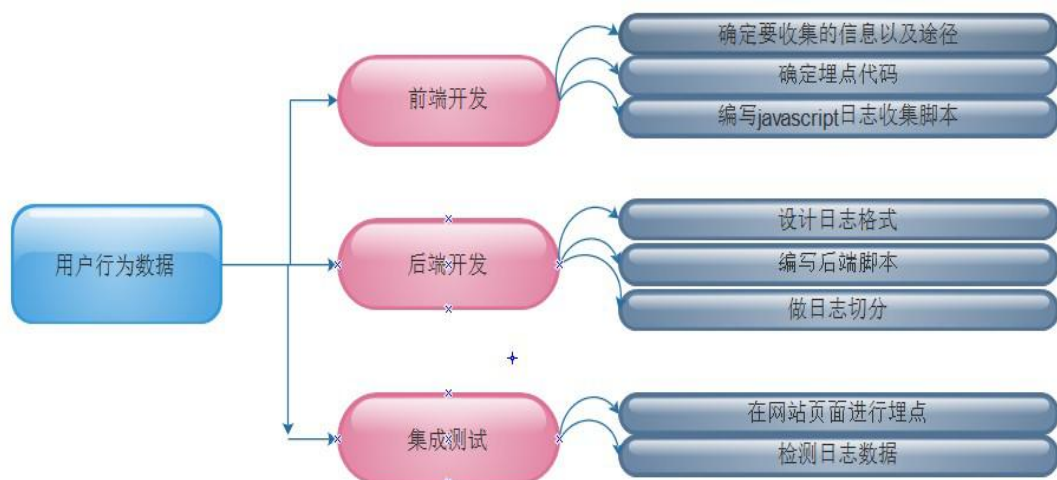 用户行为数据
前端开发
确定要收集的信息以及途径
确定埋点代码
编写javascript日志收集脚本
后端开发
设计日志格式
编写后端脚本
做日志切分
集成测试
在网站页面进行埋点
检测日志数据